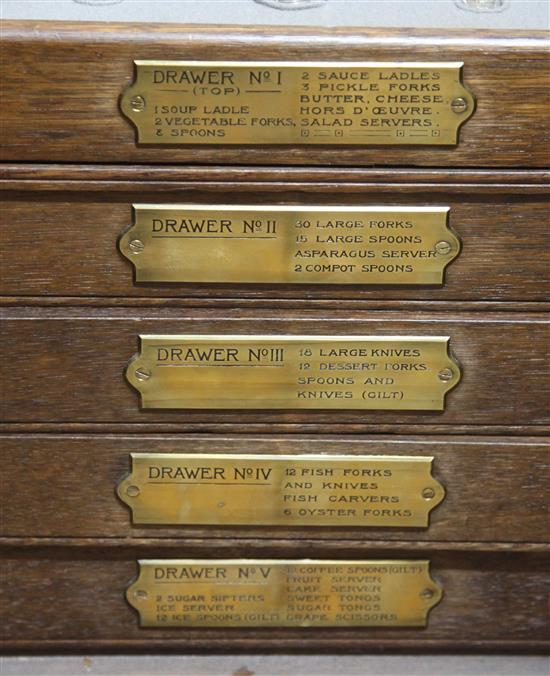 DRAWER No I
(TOP)
1 SOUP LADLE
2 VEGETABLE FORKS,
& SPOONS
2 SAUCE LADLES
3 PICKLE FORKS
BUTTER, CHEESE,
HORS D'ŒUVRE.
SALAD SERVERS.
DRAWER No II
30 LARGE FORKS
15 LARGE SPOONS
ASPARAGUS SERVER
2 COMPOT SPOONS
DRAWER No III
18 LARGE KNIVES
12 DESSERT FORKS
SPOONS AND
KNIVES (GILT)
DRAWER No IV
12 FISH FORKS
AND KNIVES
FISH CARVERS
6 OYSTER FORKS
DRAWER No V
2 SUGAR SIFTERS
ICE SERVER
12 ICE SPOONS (GILT)
COFFEE SPOONS (GILT)
FRUIT SERVER
CAKE SERVER
SWEET TONGS
SUGAR TONGS
GRAPE SCISSORS